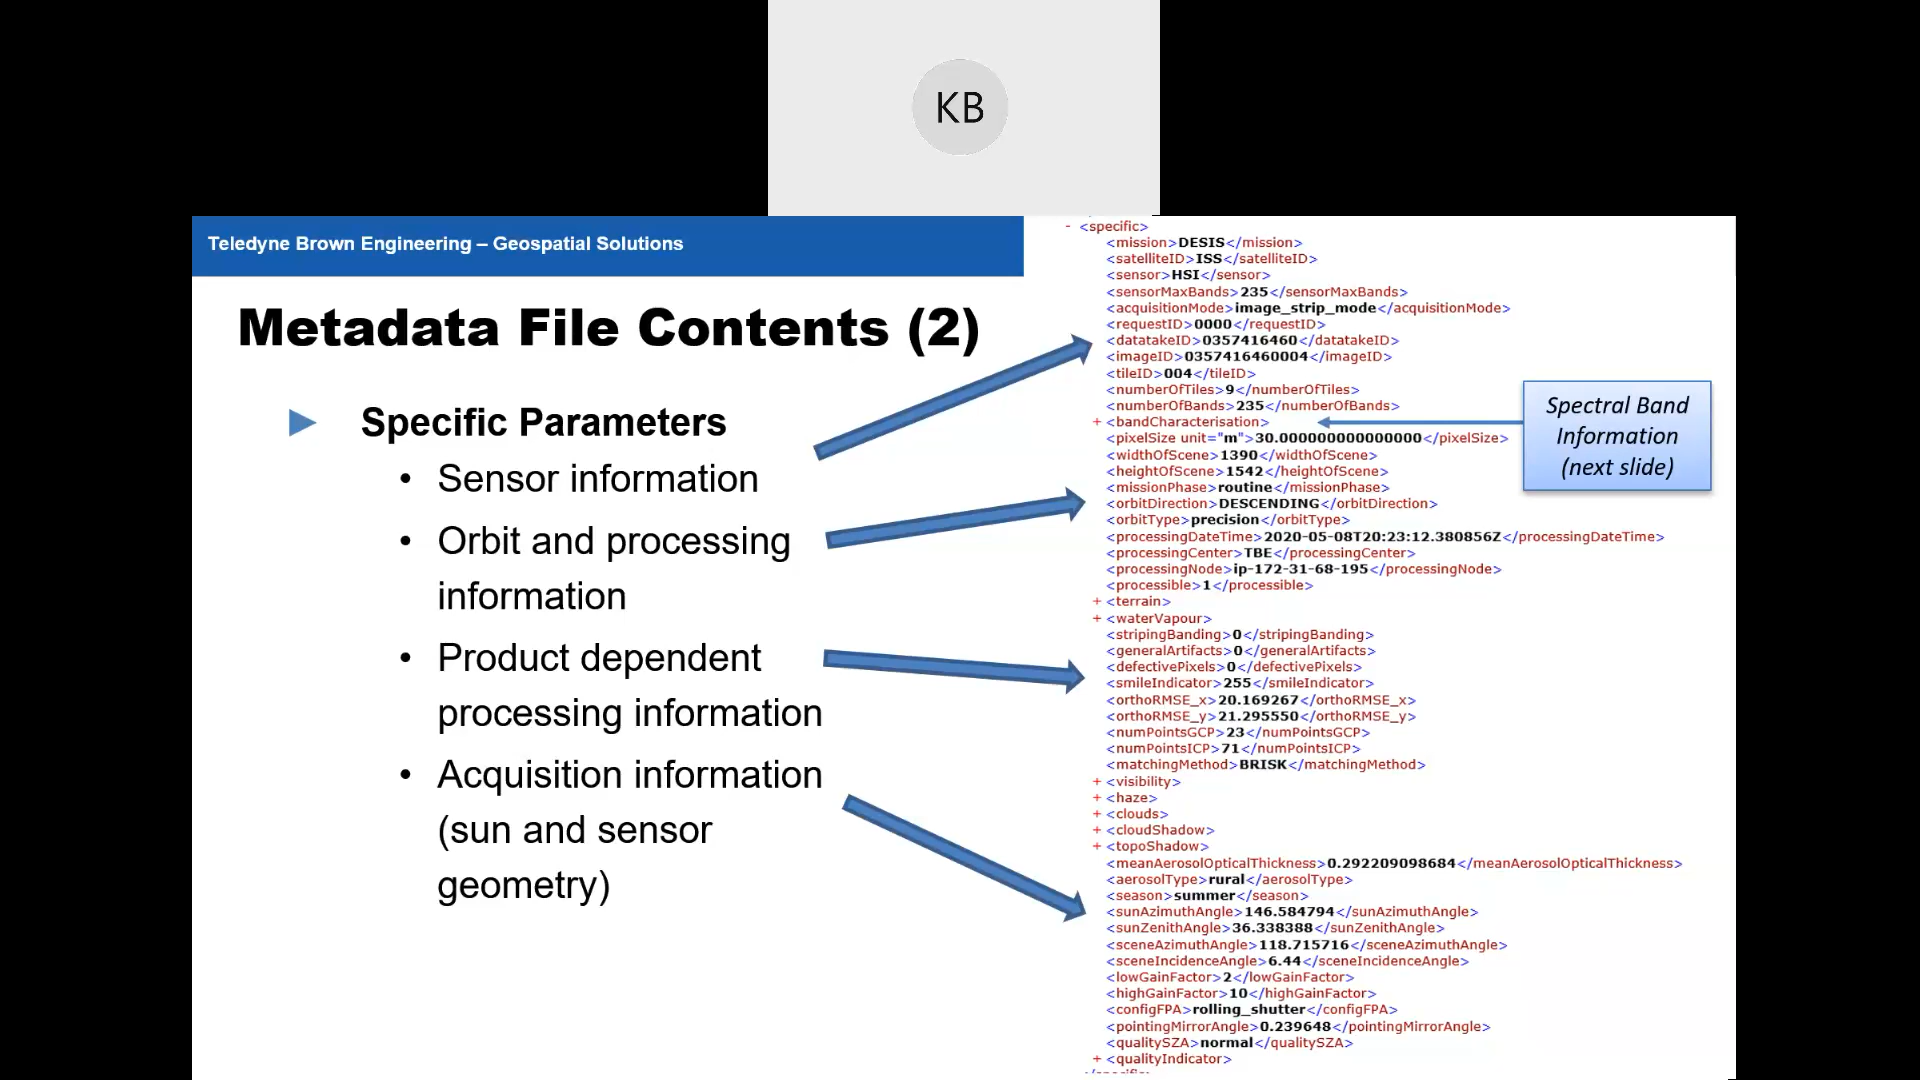 KB
Teledyne Brown Engineering – Geospatial Solutions
Metadata File Contents (2)
Specific Parameters
• Sensor information
• Orbit and processing
information
• Product dependent
processing information
• Acquisition information
(sun and sensor
geometry)
- <specific>
<mission>DESIS</mission>
<satelliteID>ISS</satelliteID>
<sensor>HSI</sensor>
<sensorMaxBands>235</sensorMaxBands>
<acquisitionMode>image_strip_mode</acquisitionMode>
<requestID>0000</requestID>
<datatakeID>0357416460</datatakeID>
<imageID>0357416460004</imageID>
<tileID>004</tileID>
<numberOfTiles>9</numberOfTiles>
<numberOfBands>235</numberOfBands>
+ <bandCharacterisation>
<pixelSize unit="m">30.000000000000000</pixelSize>
<widthOfScene>1390</widthOfScene>
<heightOfScene>1542</heightOfScene>
<missionPhase>routine</missionPhase>
<orbitDirection>DESCENDING</orbitDirection>
<orbitType>precision</orbitType>
<processingDateTime>2020-05-08T20:23:12.380856Z</processingDateTime>
<processingCenter>TBE</processingCenter>
<processingNode>ip-172-31-68-195</processingNode>
<processible>1</processible>
+ <terrain>
+ <waterVapour>
<stripingBanding>0</stripingBanding>
<generalArtifacts>0</generalArtifacts>
<defectivePixels>0</defectivePixels>
<smileIndicator>255</smileIndicator>
<orthoRMSE_x>20.169267</orthoRMSE_x>
<orthoRMSE_y>21.295550</orthoRMSE_y>
<numPointsGCP>23</numPointsGCP>
<numPointsICP>71</numPointsICP>
<matchingMethod>BRISK</matchingMethod>
+ <visibility>
+ <haze>
+ <clouds>
+ <cloudShadow>
+ <topoShadow>
<meanAerosolOpticalThickness>0.292209098684</meanAerosolOpticalThickness>
<aerosolType>rural</aerosolType>
<season>summer</season>
<sunAzimuthAngle>146.584794</sunAzimuthAngle>
<sunZenithAngle>36.338388</sunZenithAngle>
<sceneAzimuthAngle>118.715716</sceneAzimuthAngle>
<sceneIncidenceAngle>6.44</sceneIncidenceAngle>
<lowGainFactor>2</lowGainFactor>
<highGainFactor>10</highGainFactor>
<configFPA>rolling_shutter</configFPA>
<pointingMirrorAngle>0.239648</pointingMirrorAngle>
<qualitySZA>normal</qualitySZA>
+ <qualityIndicator>
Spectral Band
Information
(next slide)